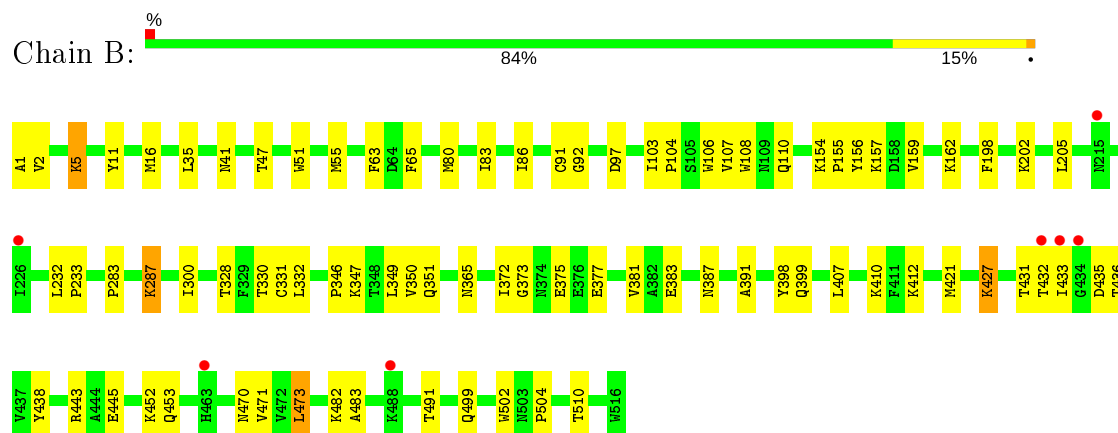 %
Chain B:
84% 15% •
A1 V2 K5 Y11 M16 L35 N41 T47 W51 M55 F63 D64 F65 M80 I83 I86 C91 G92 D97 I103 P104 S105 W106 V107 W108 N109 Q110 K154 P155 Y156 K157 D158 V159 K162 F198 K202 L205 N215
I226 L232 P233 P283 K287 I300 T328 F329 T330 C331 L332 P346 K347 T348 L349 V350 Q351 N365 I372 G373 N374 E375 E376 E377 V381 A382 E383 N387 A391 Y398 Q399 L407 K410 F411 K412 M421 K427 T431 T432 I433 G434 D435 T436
V437 Y438 R443 A444 E445 K452 Q453 H463 N470 V471 V472 L473 K482 A483 K488 T491 Q499 W502 N503 P504 T510 W516